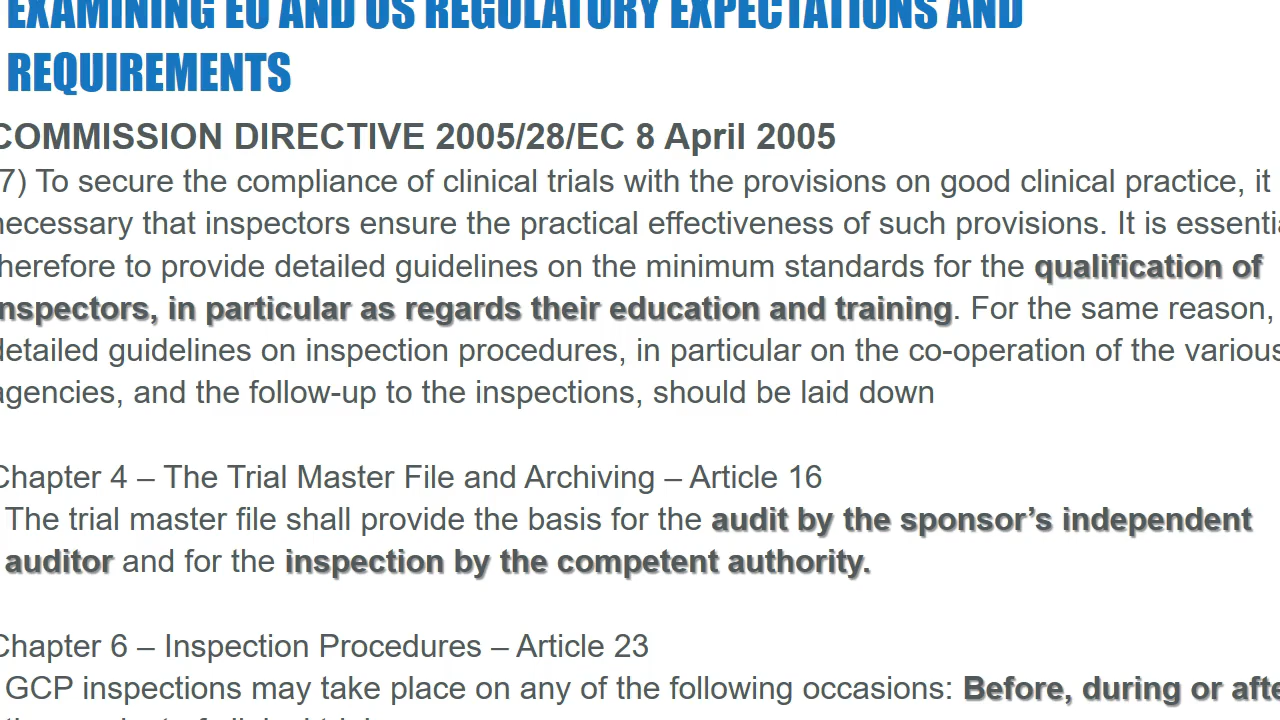 EXAMINING EU AND US REGULATORY EXPECTATIONS AND
REQUIREMENTS
COMMISSION DIRECTIVE 2005/28/EC 8 April 2005
7) To secure the compliance of clinical trials with the provisions on good clinical practice, it
necessary that inspectors ensure the practical effectiveness of such provisions. It is essentia
herefore to provide detailed guidelines on the minimum standards for the qualification of
inspectors, in particular as regards their education and training. For the same reason,
detailed guidelines on inspection procedures, in particular on the co-operation of the various
agencies, and the follow-up to the inspections, should be laid down
Chapter 4 – The Trial Master File and Archiving – Article 16
The trial master file shall provide the basis for the audit by the sponsor’s independent
auditor and for the inspection by the competent authority.
Chapter 6 – Inspection Procedures – Article 23
GCP inspections may take place on any of the following occasions: Before, during or afte